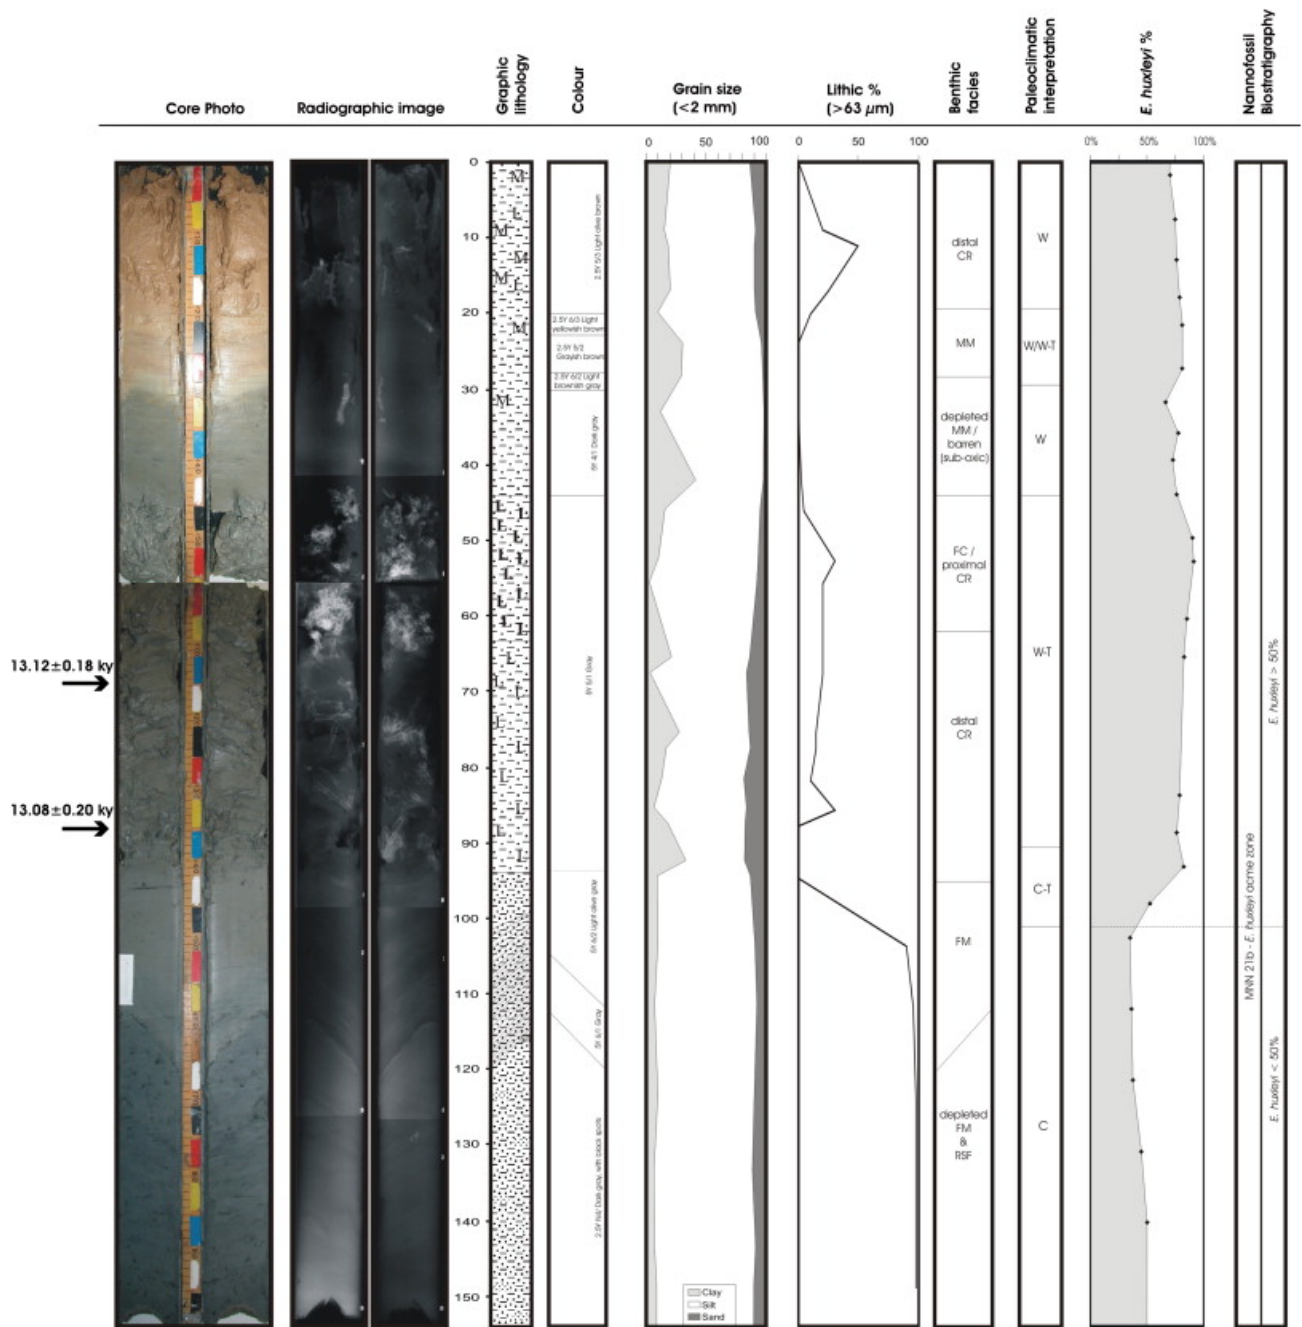 Core Photo
Radiographic image
Graphic
lithology
Colour
Grain size
(<2 mm)
Lithic %
(>63 µm)
Benthic
facies
Paleoclimatic
interpretation
E. huxleyi %
Nannofossil
Biostratigraphy
0 50 100
0 50 100
0% 50% 100%
0
10
20
30
40
50
60
70
80
90
100
110
120
130
140
150
13.12±0.18 ky
13.08±0.20 ky
2.5Y 5/3 Light olive brown
2.5Y 6/3 Light
yellowish brown
2.5Y 5/2
Grayish brown
2.5Y 6/2 Light
brownish gray
5Y 4/1 Dark gray
5Y 5/1 Gray
5Y 6/2 Light olive gray
5Y 6/1 Gray
Dark gray, with black spots
Clay
Silt
Sand
distal
CR
MM
depleted
MM /
barren
(sub-oxic)
FC /
proximal
CR
distal
CR
FM
depleted
FM
&
RSF
W
W/W-T
W
W-T
C-T
C
MNN 21b - E. huxleyi acme zone
E. huxleyi > 50%
E. huxleyi < 50%